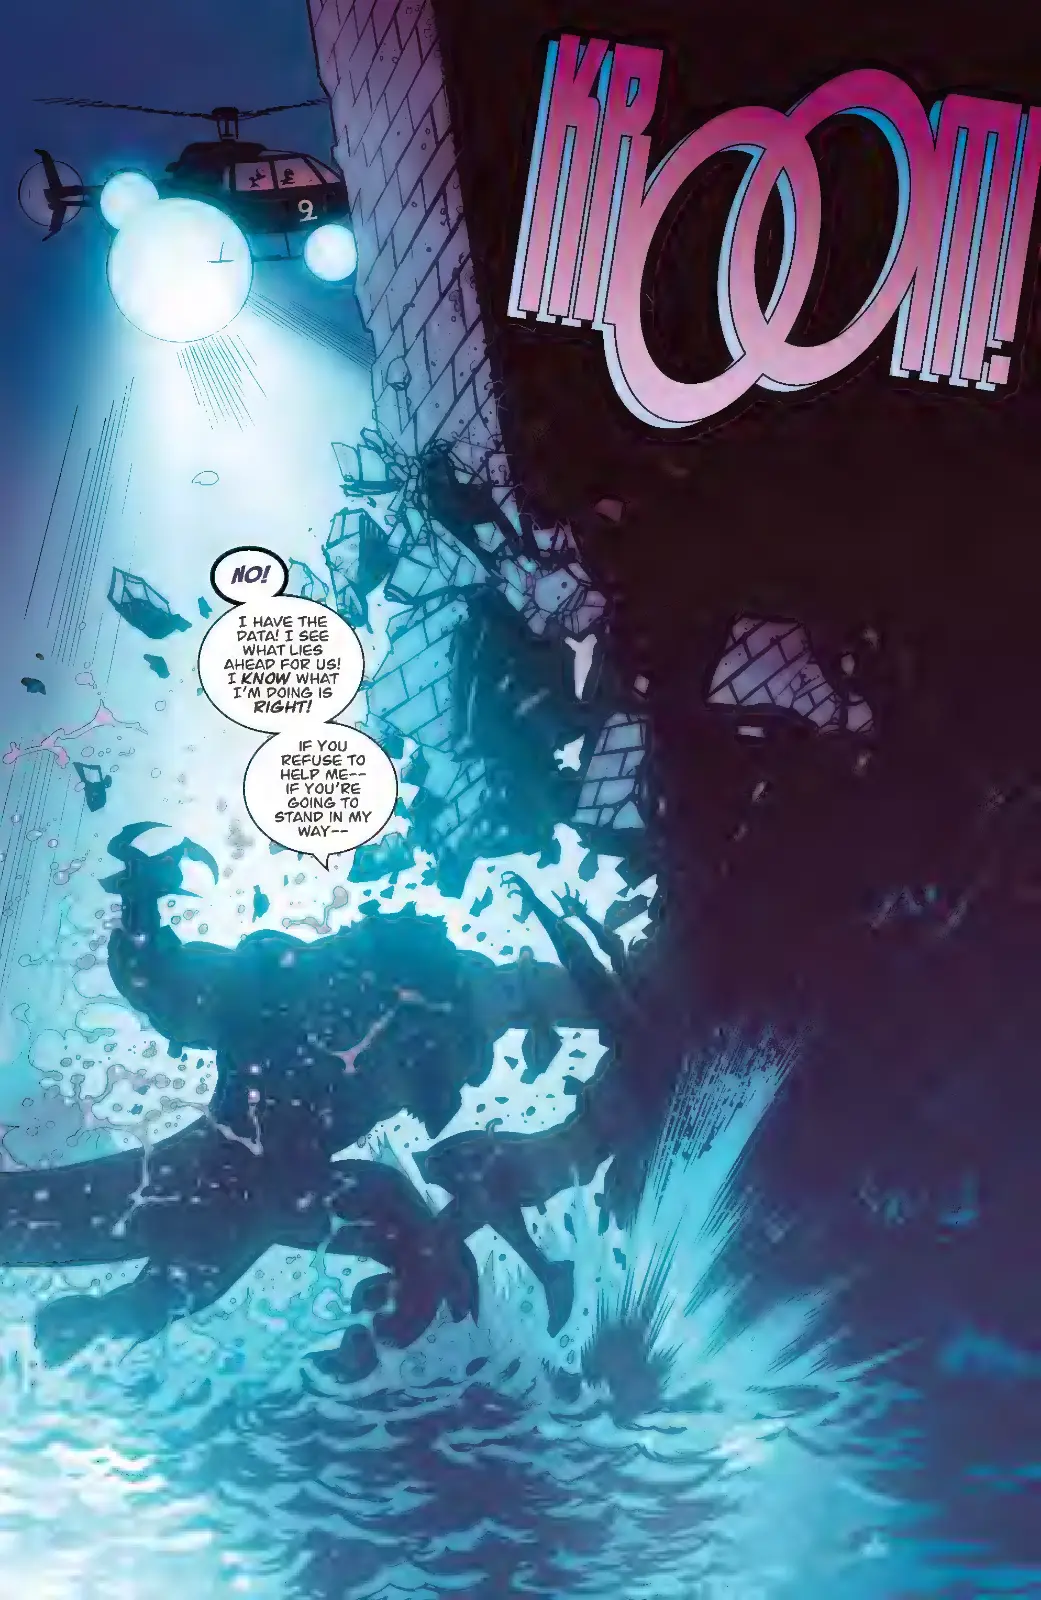 KROOM!
2
NO!
I HAVE THE
DATA! I SEE
WHAT LIES
AHEAD FOR US!
I KNOW WHAT
I'M DOING IS
RIGHT!
IF YOU
REFUSE TO
HELP ME--
IF YOU'RE
GOING TO
STAND IN MY
WAY--